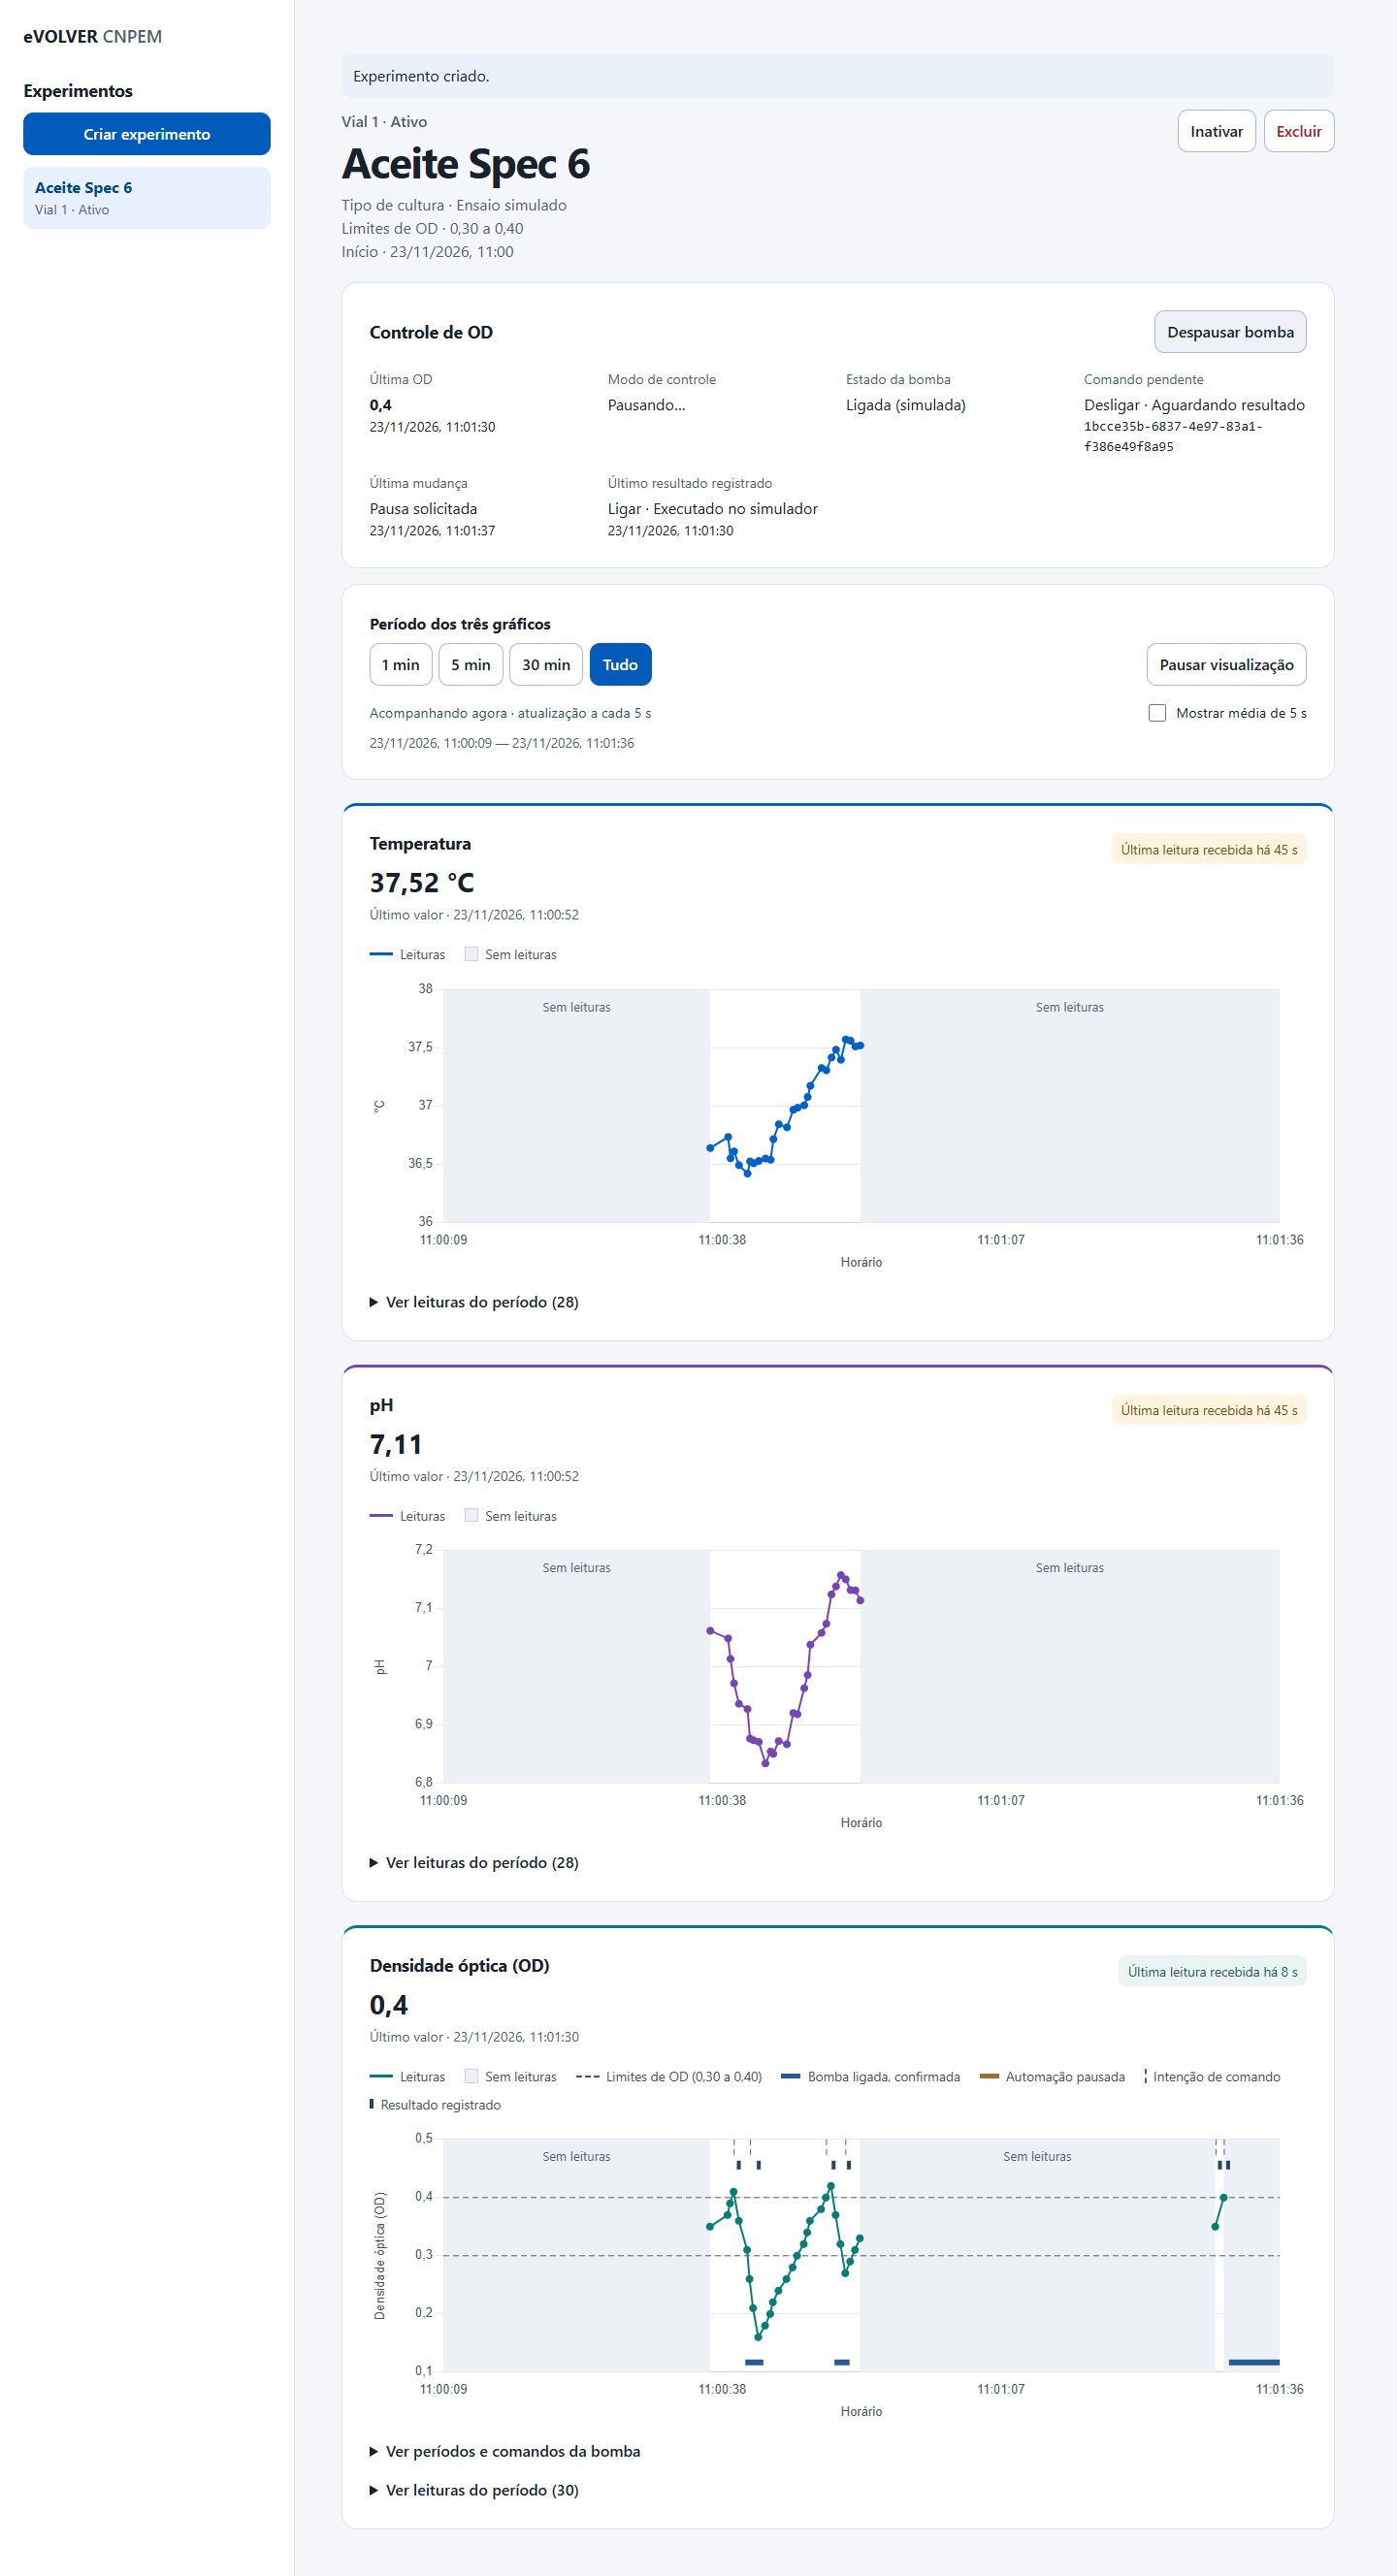 eVOLVER CNPEM
Experimentos
Criar experimento
Aceite Spec 6
Vial 1 · Ativo
Experimento criado.
Vial 1 · Ativo
Inativar
Excluir
Aceite Spec 6
Tipo de cultura · Ensaio simulado
Limites de OD · 0,30 a 0,40
Início · 23/11/2026, 11:00
Controle de OD
Despausar bomba
Última OD
0,4
23/11/2026, 11:01:30
Modo de controle
Pausando...
Estado da bomba
Ligada (simulada)
Comando pendente
Desligar · Aguardando resultado
1bcce35b-6837-4e97-83a1-
f386e49f8a95
Última mudança
Pausa solicitada
23/11/2026, 11:01:37
Último resultado registrado
Ligar · Executado no simulador
23/11/2026, 11:01:30
Período dos três gráficos
1 min
5 min
30 min
Tudo
Pausar visualização
Acompanhando agora · atualização a cada 5 s
Mostrar média de 5 s
23/11/2026, 11:00:09 — 23/11/2026, 11:01:36
Temperatura
Última leitura recebida há 45 s
37,52 °C
Último valor · 23/11/2026, 11:00:52
Leituras
Sem leituras
38
37,5
37
36,5
36
°C
Sem leituras
Sem leituras
11:00:09
11:00:38
11:01:07
11:01:36
Horário
Ver leituras do período (28)
pH
Última leitura recebida há 45 s
7,11
Último valor · 23/11/2026, 11:00:52
Leituras
Sem leituras
7,2
7,1
7
6,9
6,8
pH
Sem leituras
Sem leituras
11:00:09
11:00:38
11:01:07
11:01:36
Horário
Ver leituras do período (28)
Densidade óptica (OD)
Última leitura recebida há 8 s
0,4
Último valor · 23/11/2026, 11:01:30
Leituras
Sem leituras
Limites de OD (0,30 a 0,40)
Bomba ligada, confirmada
Automação pausada
Intenção de comando
Resultado registrado
0,5
0,4
0,3
0,2
0,1
Densidade óptica (OD)
Sem leituras
Sem leituras
11:00:09
11:00:38
11:01:07
11:01:36
Horário
Ver períodos e comandos da bomba
Ver leituras do período (30)